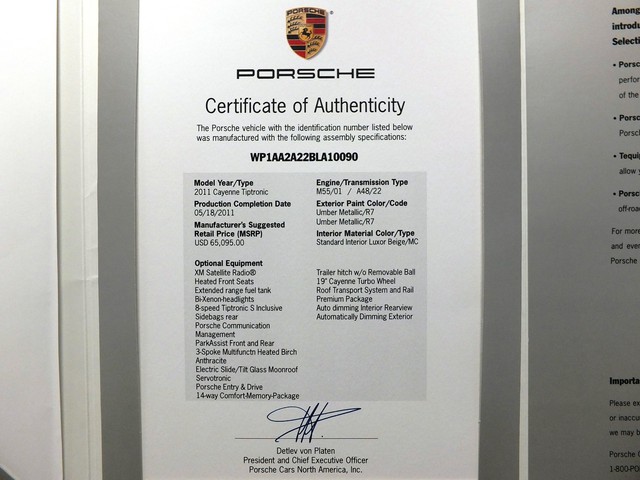 PORSCHE
PORSCHE
Certificate of Authenticity
The Porsche vehicle with the identification number listed below
was manufactured with the following assembly specifications:
WP1AA2A22BLA10090
Model Year/Type
2011 Cayenne Tiptronic
Production Completion Date
05/18/2011
Manufacturer's Suggested
Retail Price (MSRP)
USD 65,095.00
Engine/Transmission Type
M55/01 / A48/22
Exterior Paint Color/Code
Umber Metallic/R7
Umber Metallic/R7
Interior Material Color/Type
Standard Interior Luxor Beige/MC
Optional Equipment
XM Satellite Radio®
Heated Front Seats
Extended range fuel tank
Bi-Xenon-headlights
8-speed Tiptronic S Inclusive
Sidebags rear
Porsche Communication
Management
ParkAssist Front and Rear
3-Spoke Multifunctn Heated Birch
Anthracite
Electric Slide/Tilt Glass Moonroof
Servotronic
Porsche Entry & Drive
14-way Comfort-Memory-Package
Trailer hitch w/o Removable Ball
19" Cayenne Turbo Wheel
Roof Transport System and Rail
Premium Package
Auto dimming Interior Rearview
Automatically Dimming Exterior
Detlev von Platen
President and Chief Executive Officer
Porsche Cars North America, Inc.
Among
introdu
Selecti
• Porsc
perfor
of the
• Porsc
Porsc
• Tequi
allow y
• Porsc
off-roa
For more
and ever
Porsche
Importa
Please ex
or inaccu
we may b
Porsche C
1-800-PO